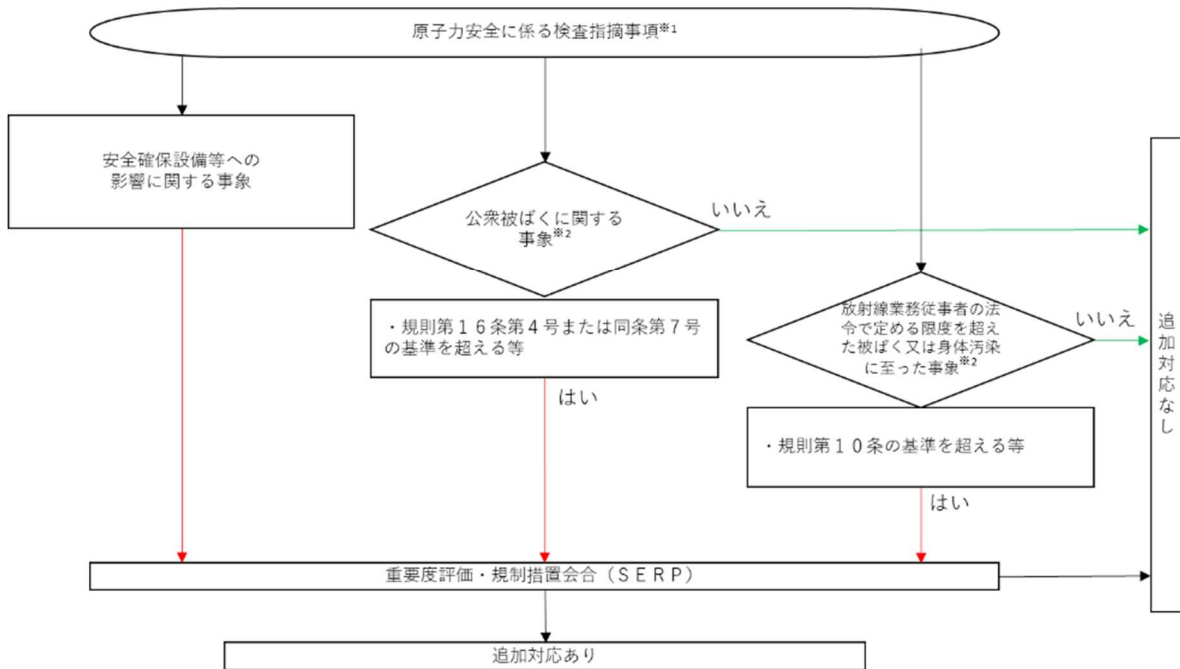 原子力安全に係る検査指摘事項※1
安全確保設備等への
影響に関する事象
公衆被ばくに関する
事象※2
いいえ
・規則第１６条第４号または同条第７号
の基準を超える等
はい
放射線業務従事者の法
令で定める限度を超え
た被ばく又は身体汚染
に至った事象※2
いいえ
・規則第１０条の基準を超える等
はい
追加対応なし
重要度評価・規制措置会合（ＳＥＲＰ）
追加対応あり